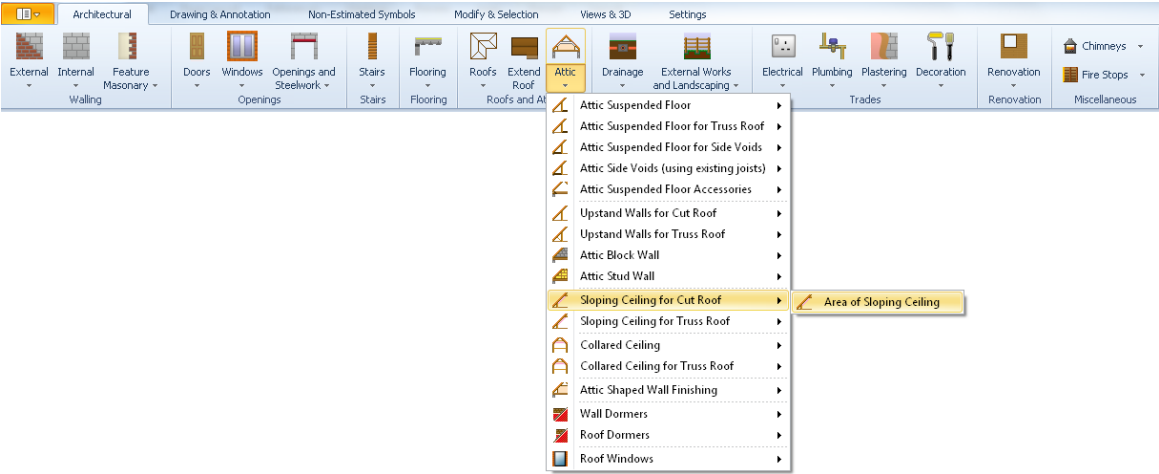 Architectural Drawing & Annotation Non-Estimated Symbols Modify & Selection Views & 3D Settings
External Internal Feature Masonary Doors Windows Openings and Steelwork Stairs Flooring Roofs Extend Roof Attic Drainage External Works and Landscaping Electrical Plumbing Plastering Decoration Renovation Chimneys Fire Stops
Walling Openings Stairs Flooring Roofs and At Trades Renovation Miscellaneous
Attic Suspended Floor
Attic Suspended Floor for Truss Roof
Attic Suspended Floor for Side Voids
Attic Side Voids (using existing joists)
Attic Suspended Floor Accessories
Upstand Walls for Cut Roof
Upstand Walls for Truss Roof
Attic Block Wall
Attic Stud Wall
Sloping Ceiling for Cut Roof Area of Sloping Ceiling
Sloping Ceiling for Truss Roof
Collared Ceiling
Collared Ceiling for Truss Roof
Attic Shaped Wall Finishing
Wall Dormers
Roof Dormers
Roof Windows